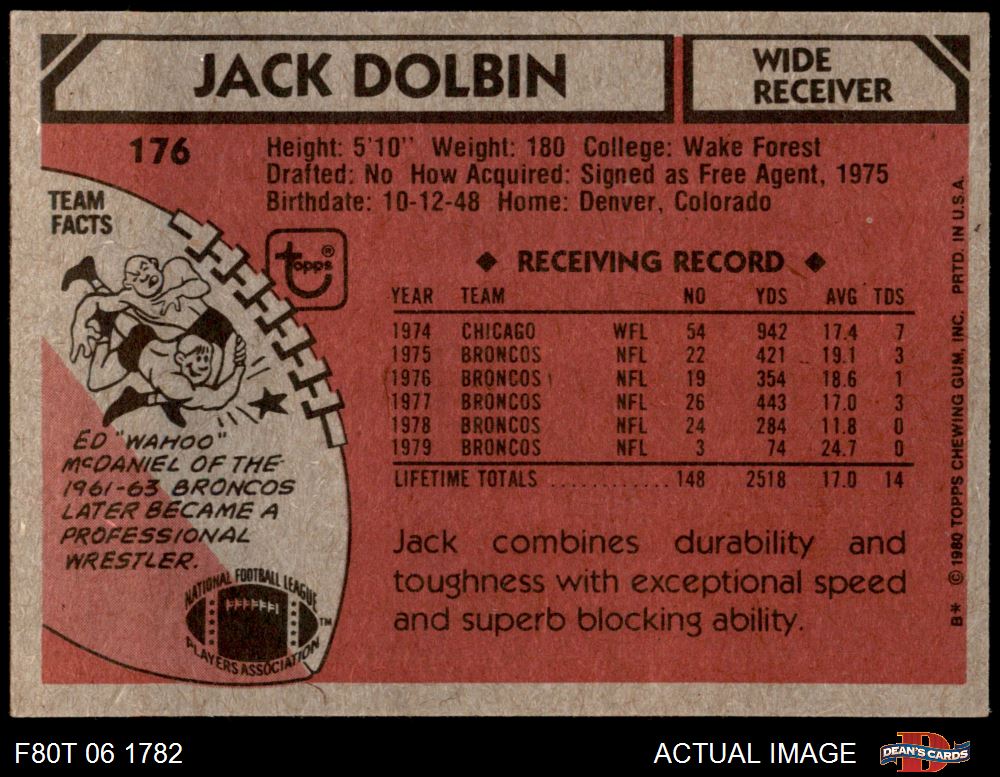 JACK DOLBIN
WIDE
RECEIVER
176
Height: 5'10" Weight: 180 College: Wake Forest
Drafted: No How Acquired: Signed as Free Agent, 1975
Birthdate: 10-12-48 Home: Denver, Colorado
TEAM
FACTS
topps®
ED "WAHOO"
McDANIEL OF THE
1961-63 BRONCOS
LATER BECAME A
PROFESSIONAL
WRESTLER.
NATIONAL FOOTBALL LEAGUE
PLAYERS ASSOCIATION ™
◆ RECEIVING RECORD ◆
YEAR TEAM NO YDS AVG TDS
1974 CHICAGO WFL 54 942 17.4 7
1975 BRONCOS NFL 22 421 19.1 3
1976 BRONCOS NFL 19 354 18.6 1
1977 BRONCOS NFL 26 443 17.0 3
1978 BRONCOS NFL 24 284 11.8 0
1979 BRONCOS NFL 3 74 24.7 0
LIFETIME TOTALS ............ 148 2518 17.0 14
Jack combines durability and
toughness with exceptional speed
and superb blocking ability.
B* © 1980 TOPPS CHEWING GUM, INC. PRTD. IN U.S.A.
F80T 06 1782
ACTUAL IMAGE
DEAN'S CARDS